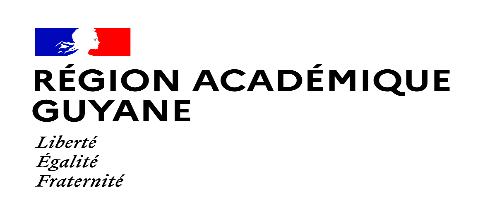 RÉGION ACADÉMIQUE
GUYANE
Liberté
Égalité
Fraternité